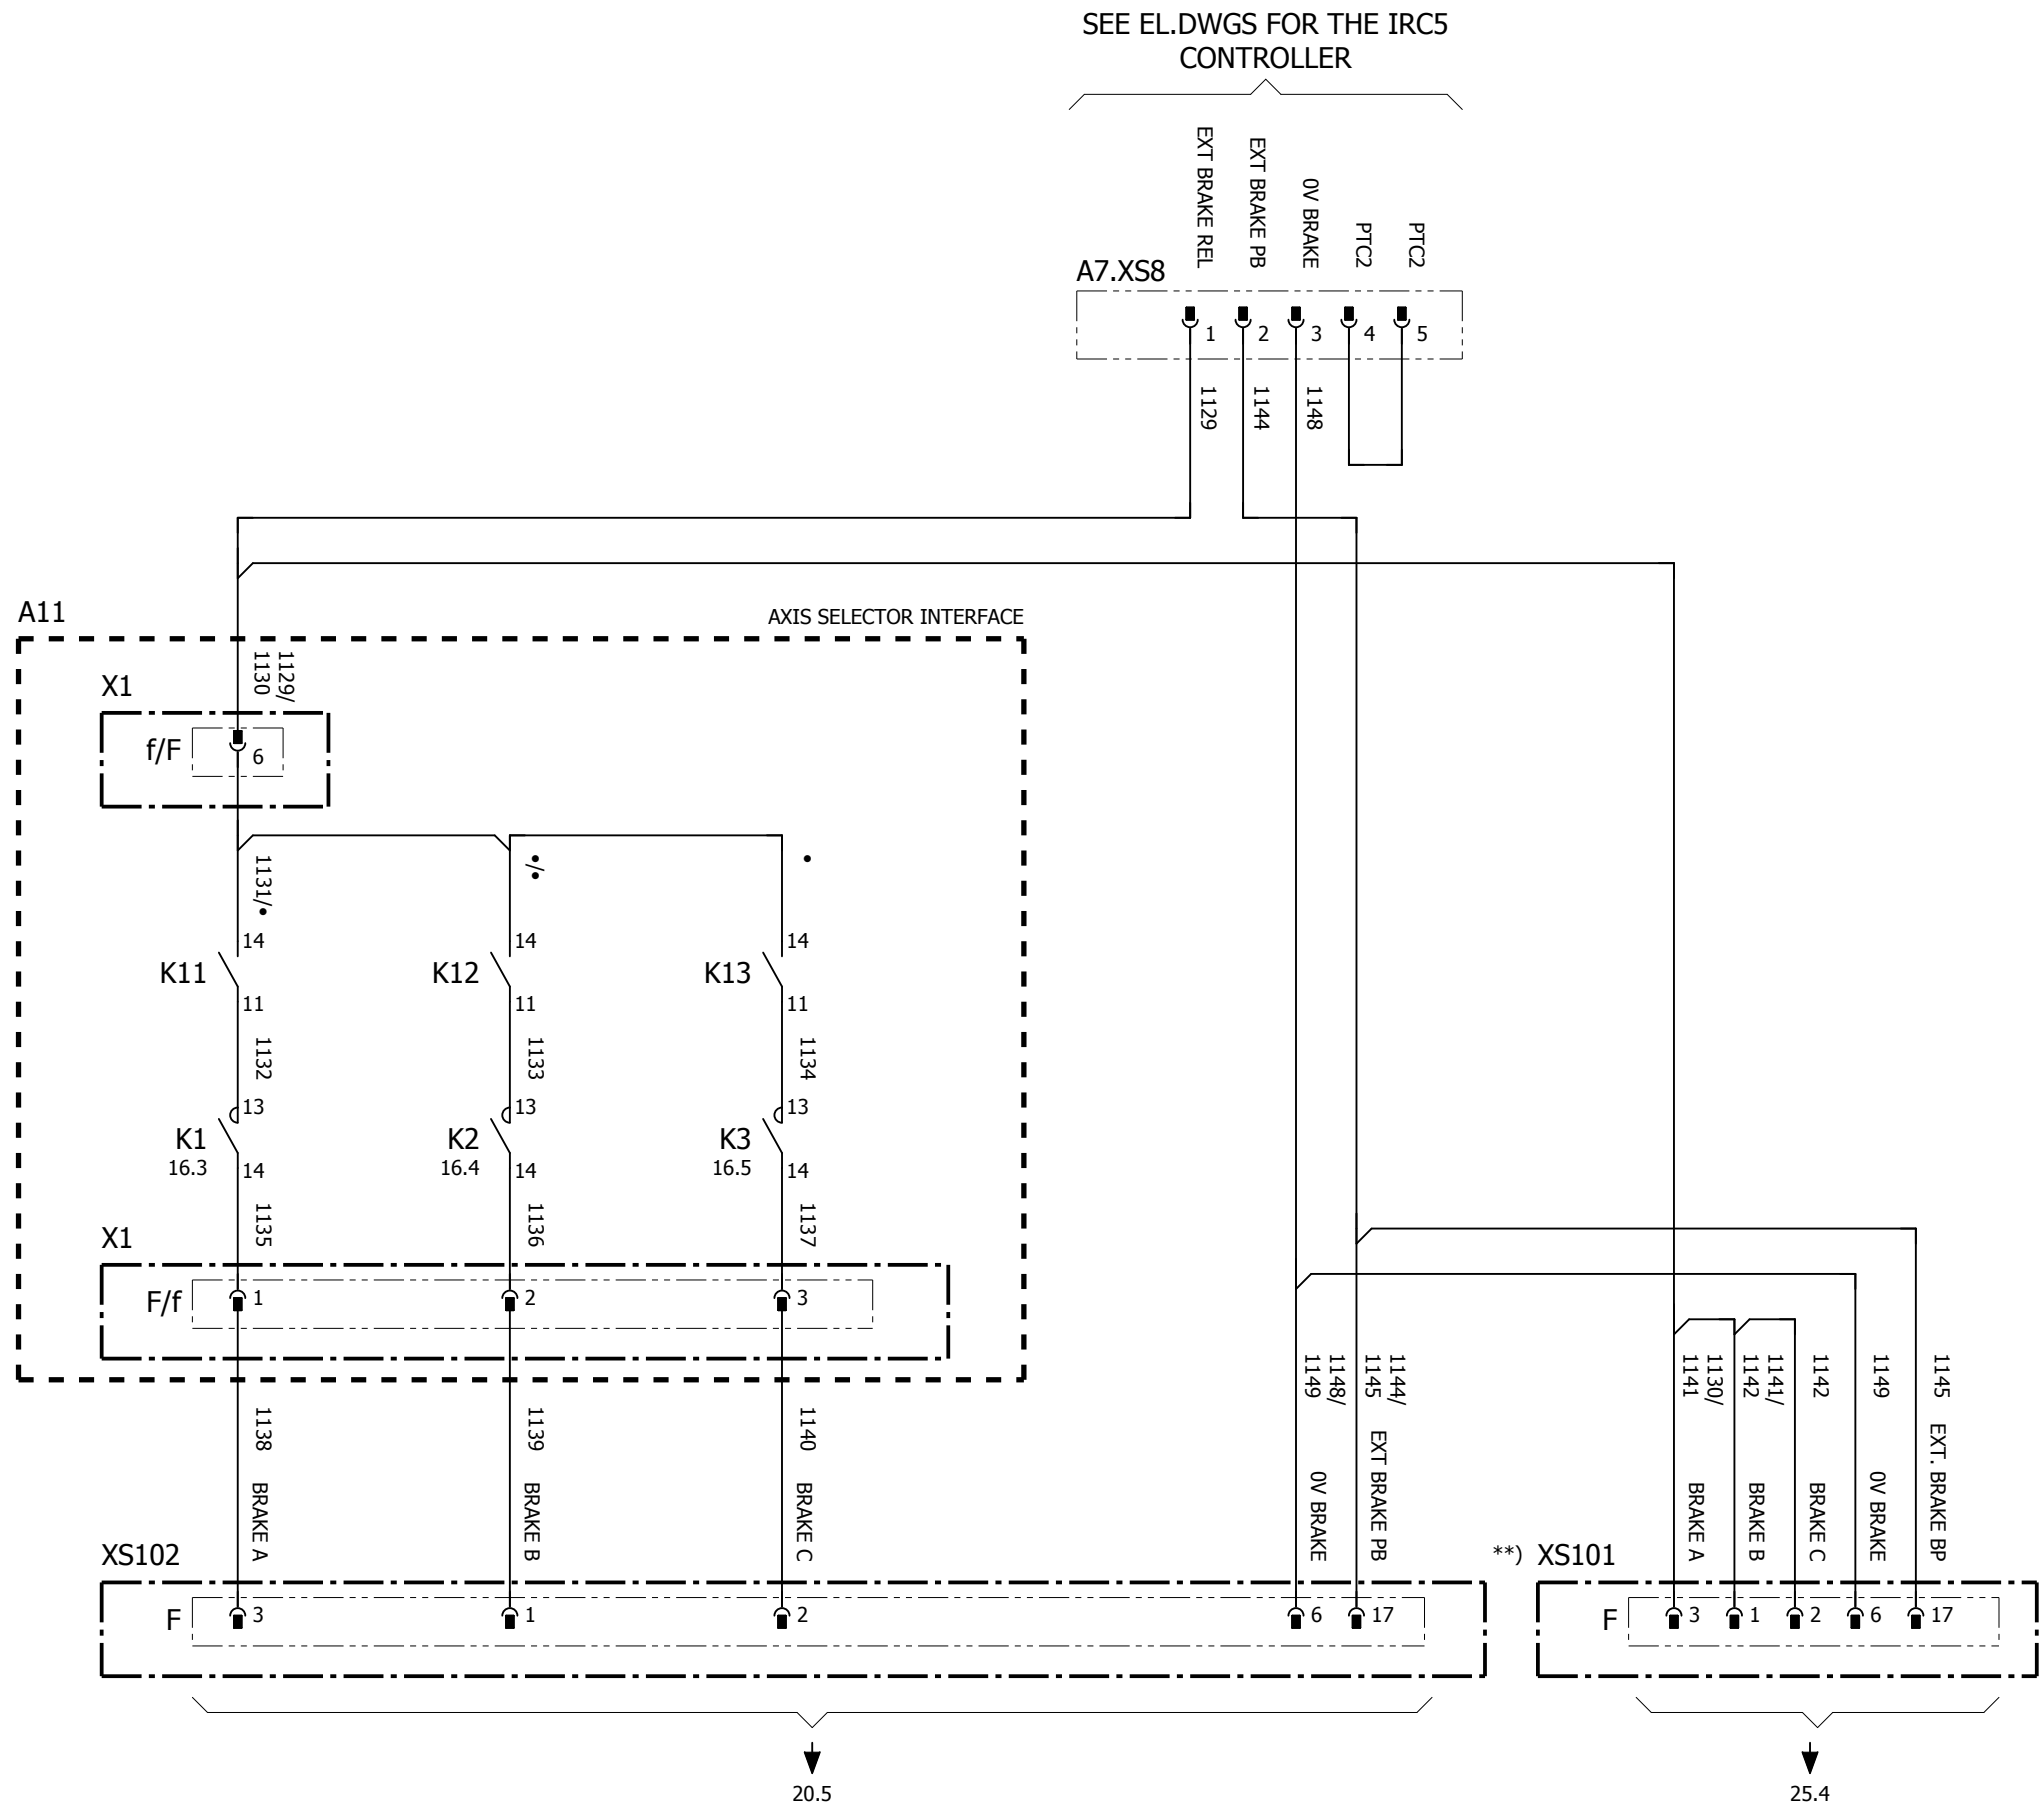 SEE EL.DWGS FOR THE IRC5
CONTROLLER
EXT BRAKE REL
EXT BRAKE PB
0V BRAKE
PTC2
PTC2
A7.XS8
1
2
3
4
5
1129
1144
1148
A11
AXIS SELECTOR INTERFACE
1129/
1130
X1
f/F
6
1131/•
•/•
•
14
14
14
K11
K12
K13
11
11
11
1132
1133
1134
13
13
13
K1
K2
K3
16.3
16.4
16.5
14
14
14
1135
1136
1137
X1
F/f
1
2
3
1138
1139
1140
1148/
1149
1144/
1145
1130/
1141
1141/
1142
1142
1149
1145
BRAKE A
BRAKE B
BRAKE C
0V BRAKE
EXT BRAKE PB
BRAKE A
BRAKE B
BRAKE C
0V BRAKE
EXT. BRAKE BP
XS102
**) XS101
F
3
1
2
6
17
F
3
1
2
6
17
20.5
25.4